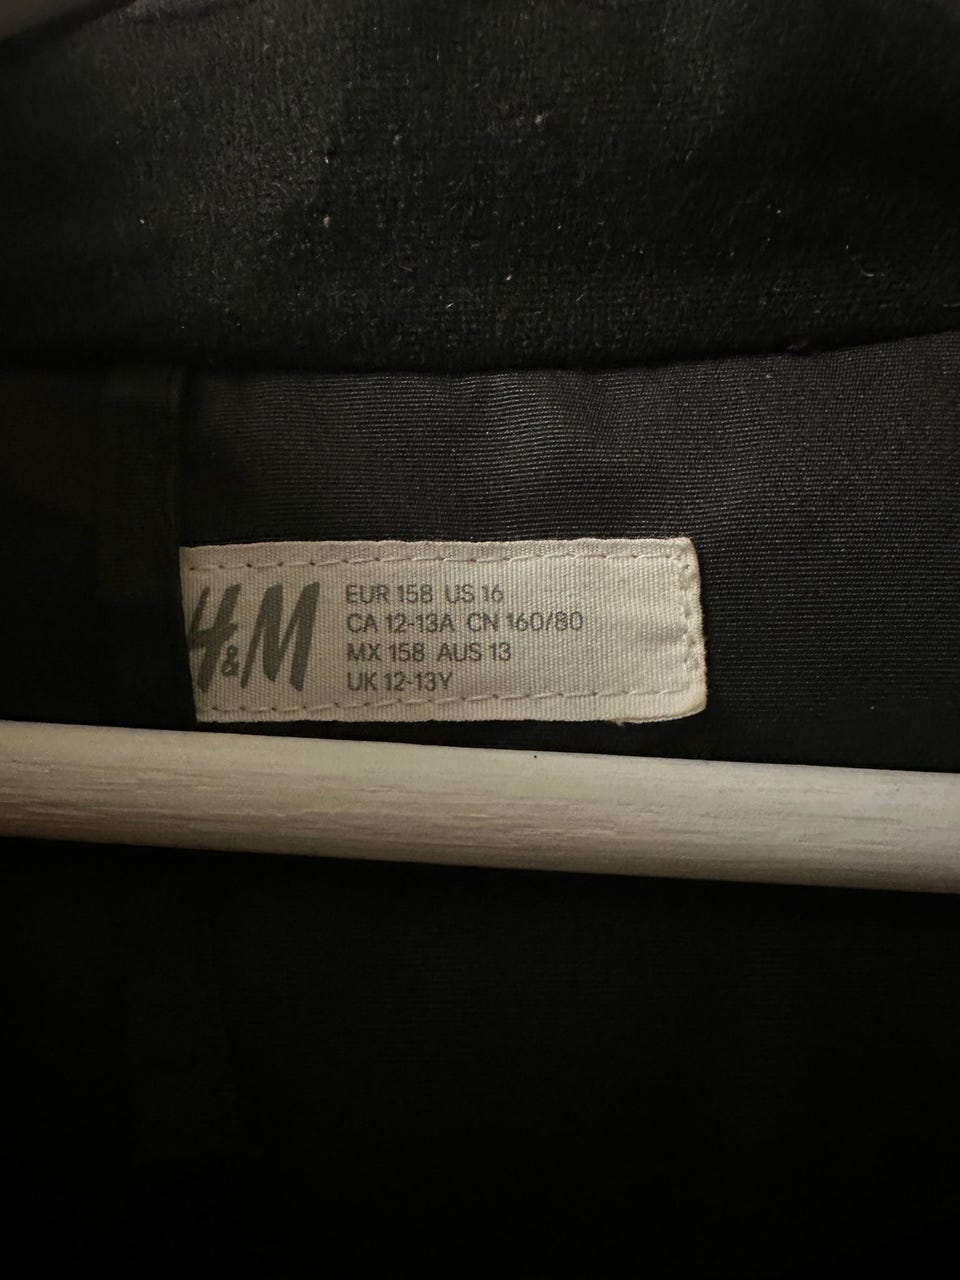 H&M
EUR 158 US 16
CA 12-13A CN 160/80
MX 158 AUS 13
UK 12-13Y